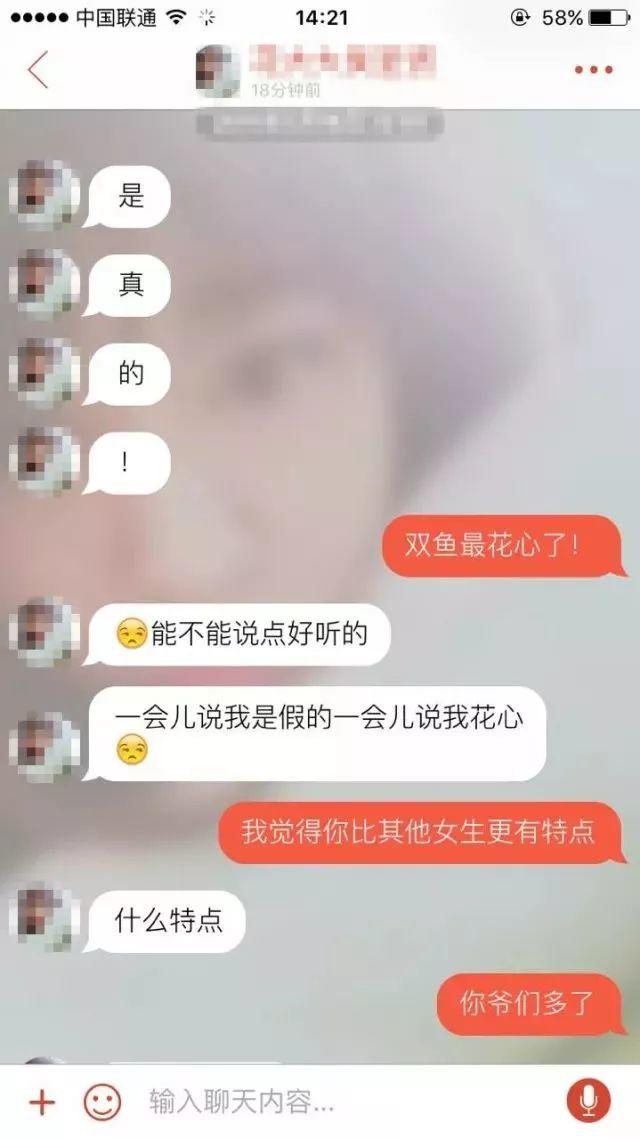 中国联通
14:21
58%
18分钟前
是
真
的
！
双鱼最花心了！
能不能说点好听的
一会儿说我是假的一会儿说我花心
我觉得你比其他女生更有特点
什么特点
你爷们多了
输入聊天内容...